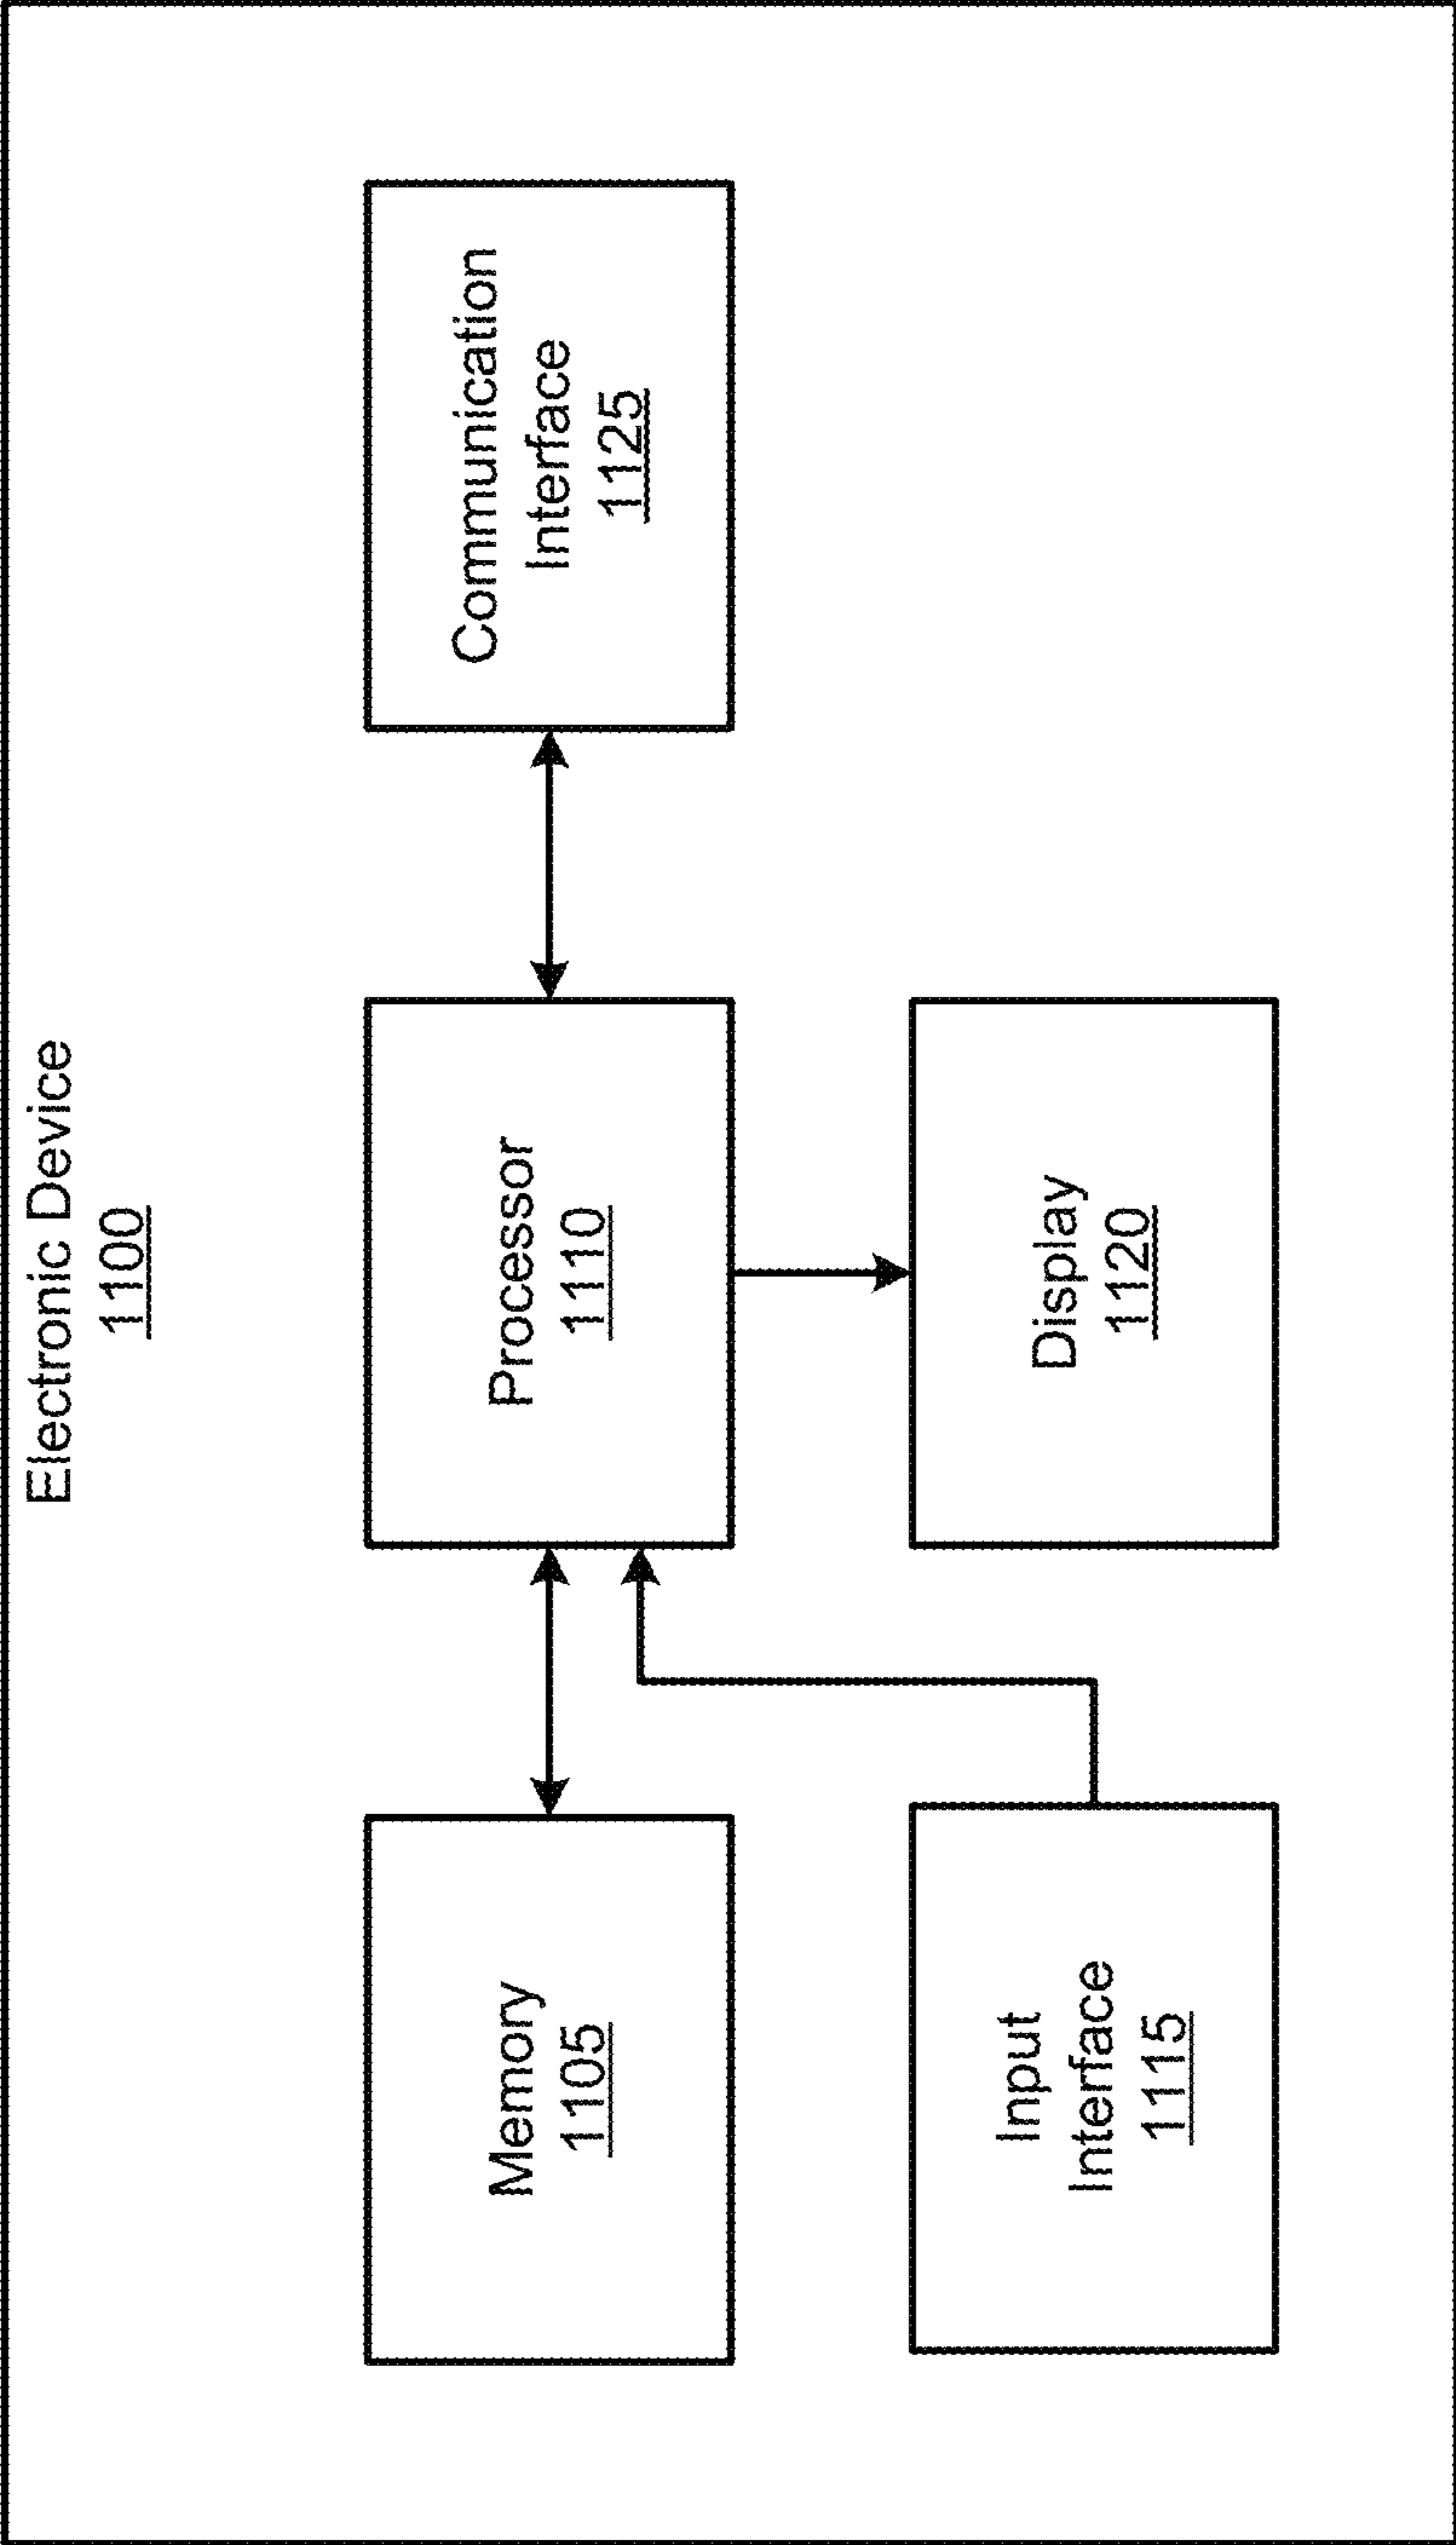 Electronic Device
1100
Memory
1105
Processor
1110
Communication
Interface
1125
Input
Interface
1115
Display
1120